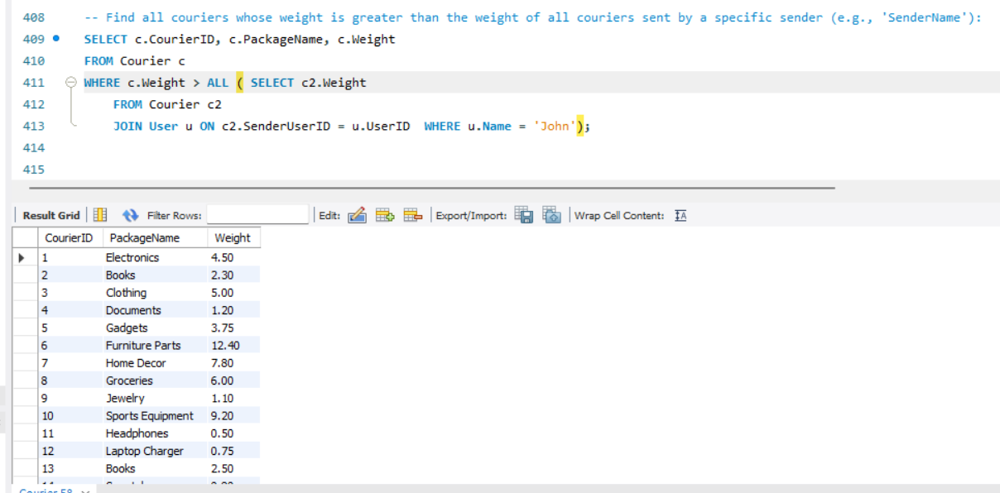 408 -- Find all couriers whose weight is greater than the weight of all couriers sent by a specific sender (e.g., 'SenderName'):
409 SELECT c.CourierID, c.PackageName, c.Weight
410 FROM Courier c
411 WHERE c.Weight > ALL ( SELECT c2.Weight
412 FROM Courier c2
413 JOIN User u ON c2.SenderUserID = u.UserID WHERE u.Name = 'John');
414
415
Result Grid Filter Rows: Edit: Export/Import: Wrap Cell Content:
CourierID PackageName Weight
1 Electronics 4.50
2 Books 2.30
3 Clothing 5.00
4 Documents 1.20
5 Gadgets 3.75
6 Furniture Parts 12.40
7 Home Decor 7.80
8 Groceries 6.00
9 Jewelry 1.10
10 Sports Equipment 9.20
11 Headphones 0.50
12 Laptop Charger 0.75
13 Books 2.50
Courier 58